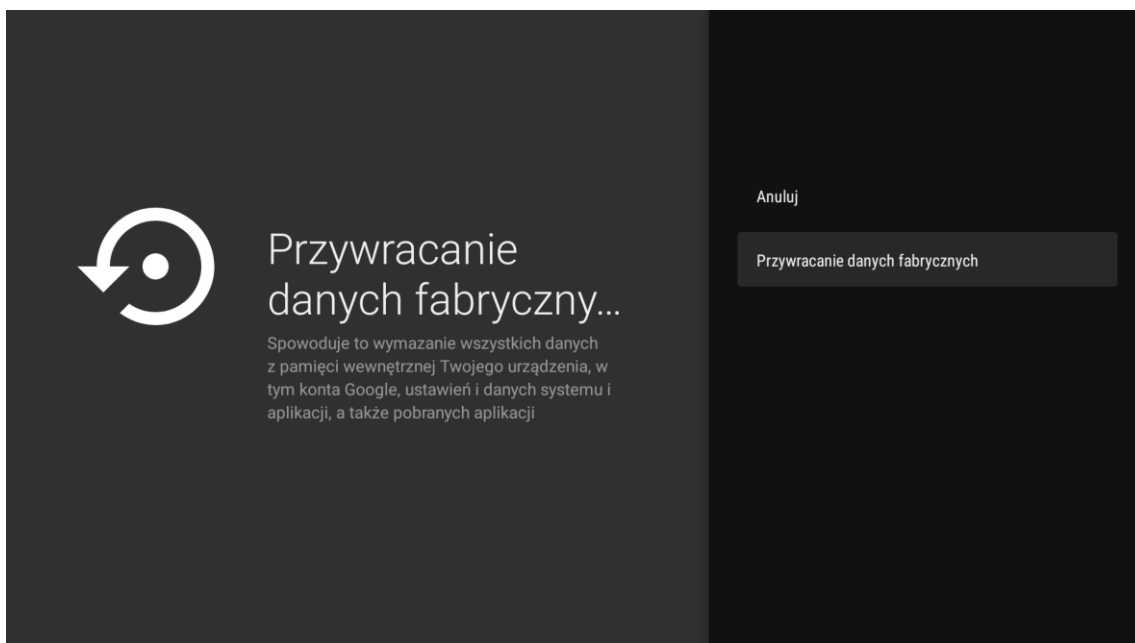 Przywracanie
danych fabryczny...
Spowoduje to wymazanie wszystkich danych
z pamięci wewnętrznej Twojego urządzenia, w
tym konta Google, ustawień i danych systemu i
aplikacji, a także pobranych aplikacji
Anuluj
Przywracanie danych fabrycznych